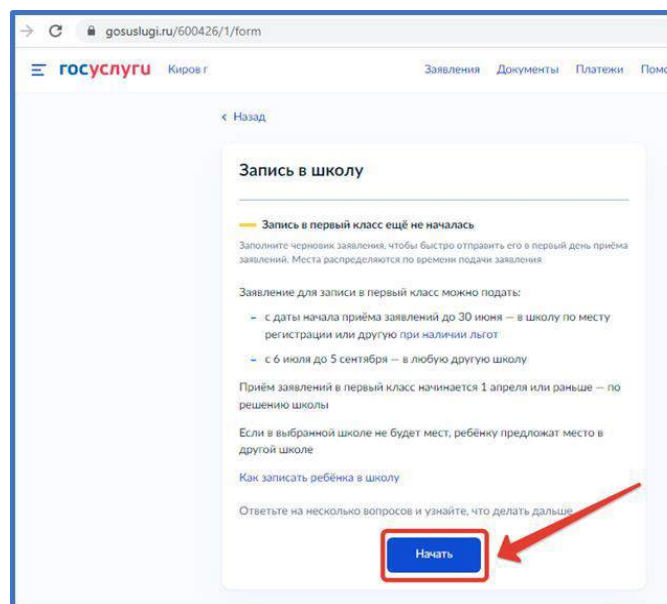 gosuslugi.ru/600426/1/form
госуслуги Киров г Заявления Документы Платежи
Назад
Запись в школу
Запись в первый класс ещё не началась
Заполните черновик заявления, чтобы быстро отправить его в первый день приёма
заявлений. Места распределяются по времени подачи заявления
Заявление для записи в первый класс можно подать:
– с даты начала приёма заявлений до 30 июня — в школу по месту
регистрации или другую при наличии льгот
– с 6 июля до 5 сентября — в любую другую школу
Приём заявлений в первый класс начинается 1 апреля или раньше — по
решению школы
Если в выбранной школе не будет мест, ребёнку предложат место в
другой школе
Как записать ребёнка в школу
Ответьте на несколько вопросов и узнайте, что делать дальше
Начать